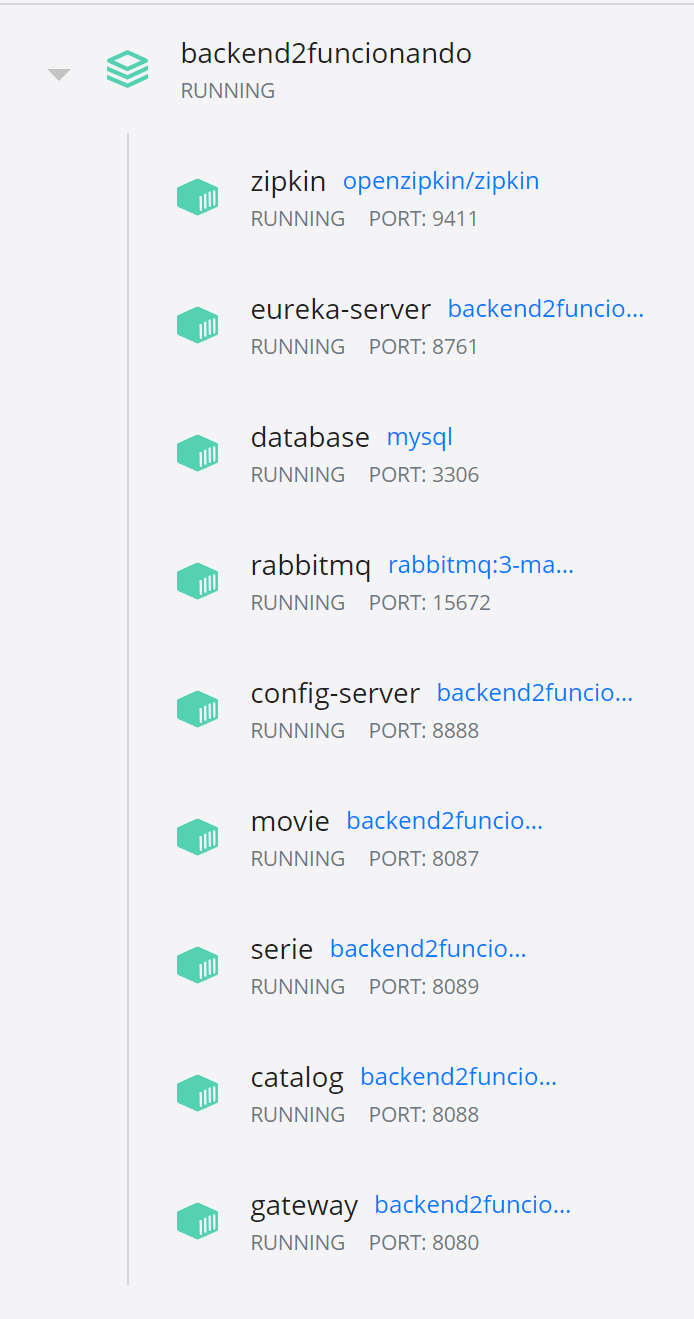 backend2funcionando
RUNNING
zipkin openzipkin/zipkin
RUNNING PORT: 9411
eureka-server backend2funcio...
RUNNING PORT: 8761
database mysql
RUNNING PORT: 3306
rabbitmq rabbitmq:3-ma...
RUNNING PORT: 15672
config-server backend2funcio...
RUNNING PORT: 8888
movie backend2funcio...
RUNNING PORT: 8087
serie backend2funcio...
RUNNING PORT: 8089
catalog backend2funcio...
RUNNING PORT: 8088
gateway backend2funcio...
RUNNING PORT: 8080